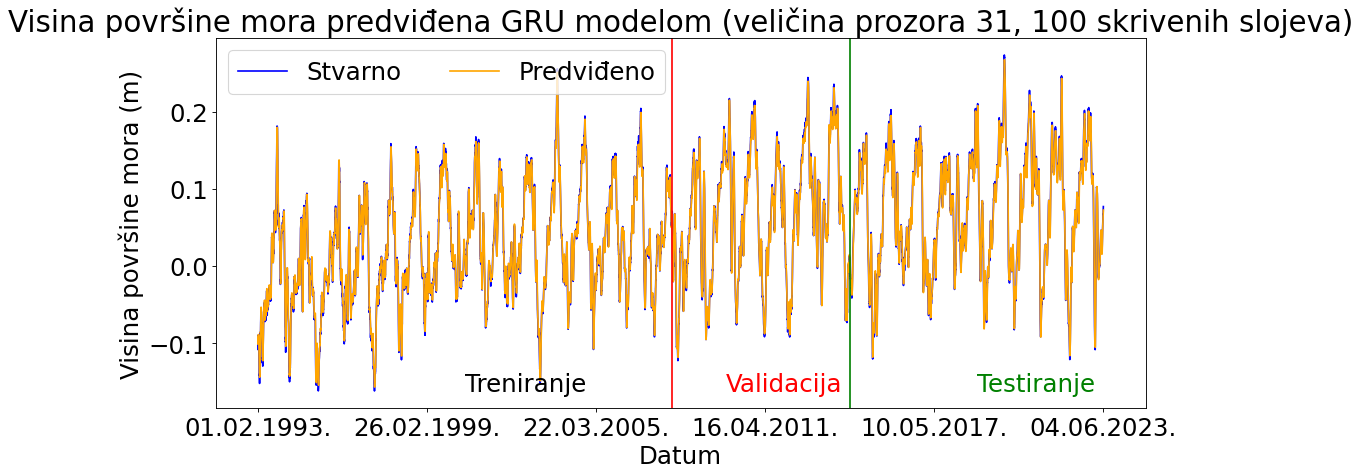 Visina površine mora predviđena GRU modelom (veličina prozora 31, 100 skrivenih slojeva)
Stvarno Predviđeno
Visina površine mora (m)
0.2
0.1
0.0
−0.1
Treniranje Validacija Testiranje
01.02.1993. 26.02.1999. 22.03.2005. 16.04.2011. 10.05.2017. 04.06.2023.
Datum